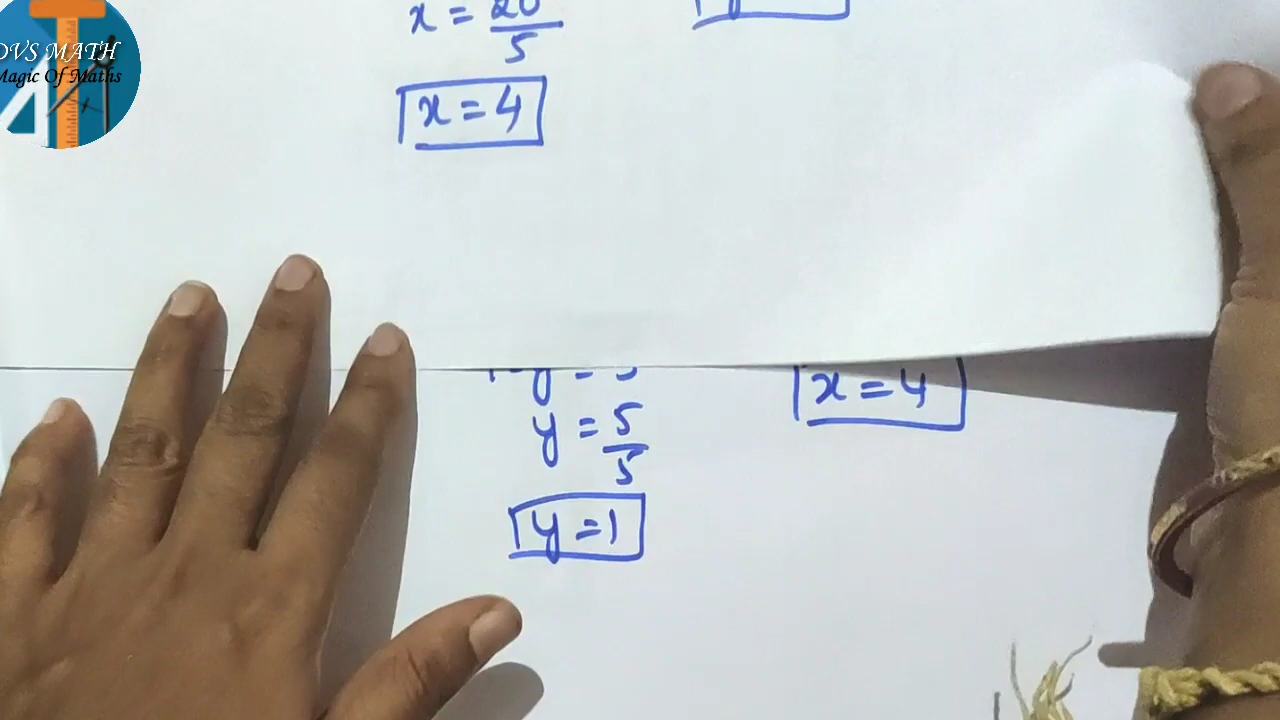 DVS MATH
Magic Of Maths
x = 20/5
x = 4
x = 4
y = 5/5
y = 1